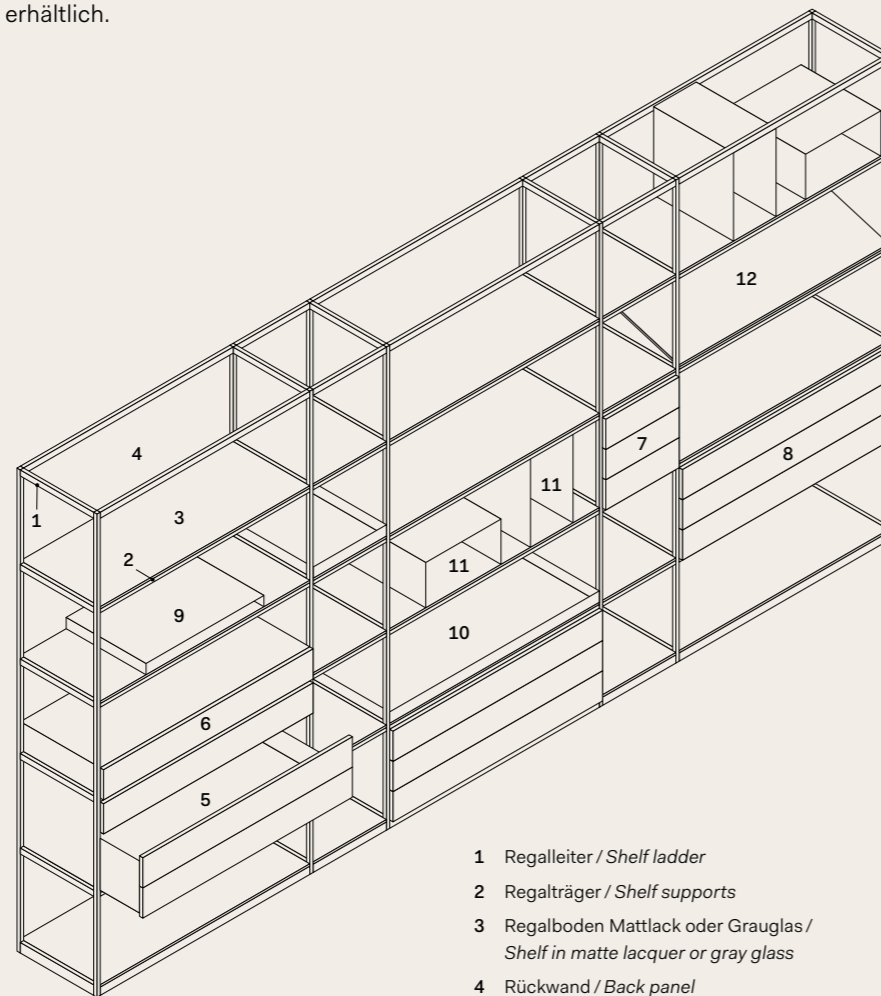 erhältlich.
4
12
7
8
1
3
11
2
11
9
10
6
5
1 Regalleiter / Shelf ladder
2 Regalträger / Shelf supports
3 Regalboden Mattlack oder Grauglas /
Shelf in matte lacquer or gray glass
4 Rückwand / Back panel